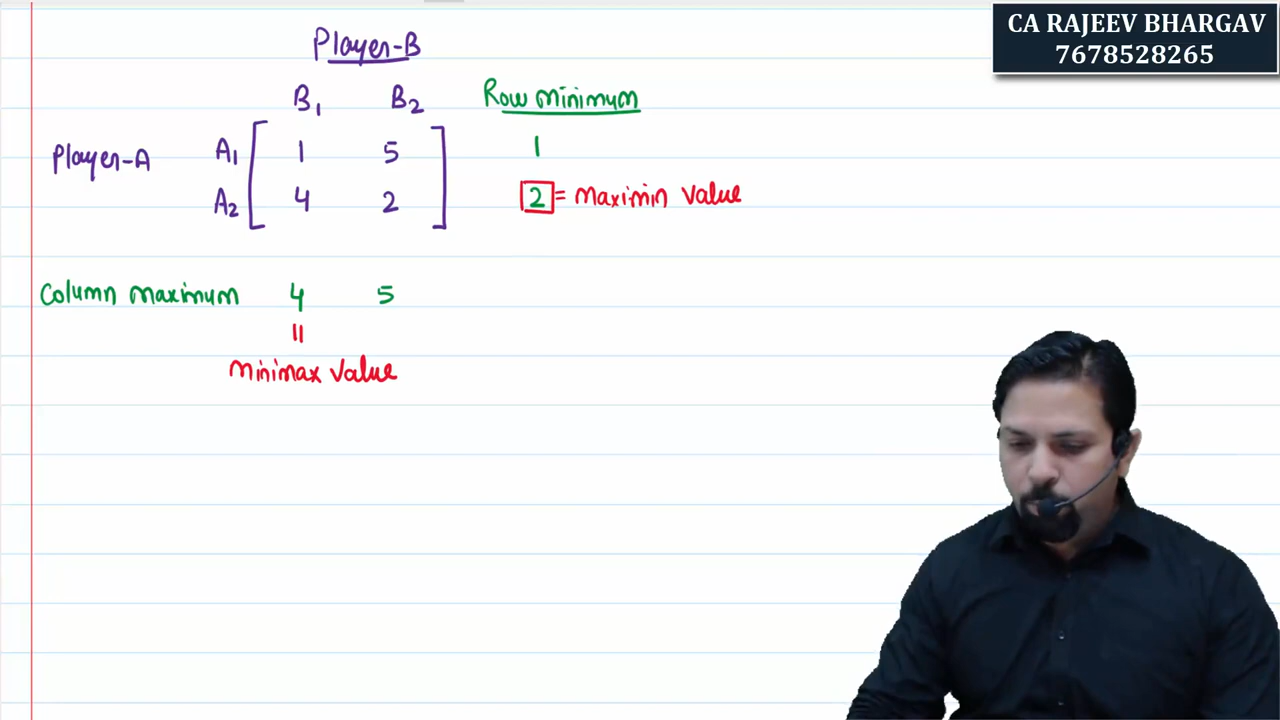 CA RAJEEV BHARGAV
7678528265
Player-B
B1 B2 Row minimum
Player-A A1 1 5 1
A2 4 2 2 = Maximin Value
Column maximum 4 5
11
Minimax Value